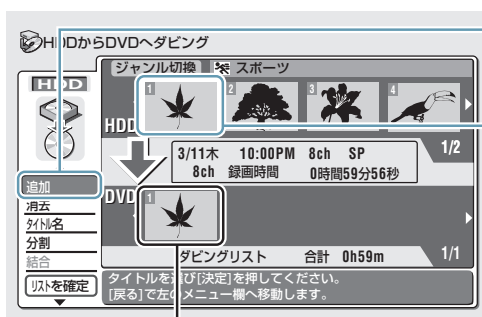 HDDからDVDへダビング
ジャンル切換 スポーツ
HDD
1 2 3 4
HDD
1/2
3/11木 10:00PM 8ch SP
8ch 録画時間 0時間59分56秒
追加
消去
タイトル名
分割
結合
リストを確定
DVD
1
ダビングリスト 合計 0h59m 1/1
タイトルを選び[決定]を押してください。
[戻る]で左のメニュー欄へ移動します。